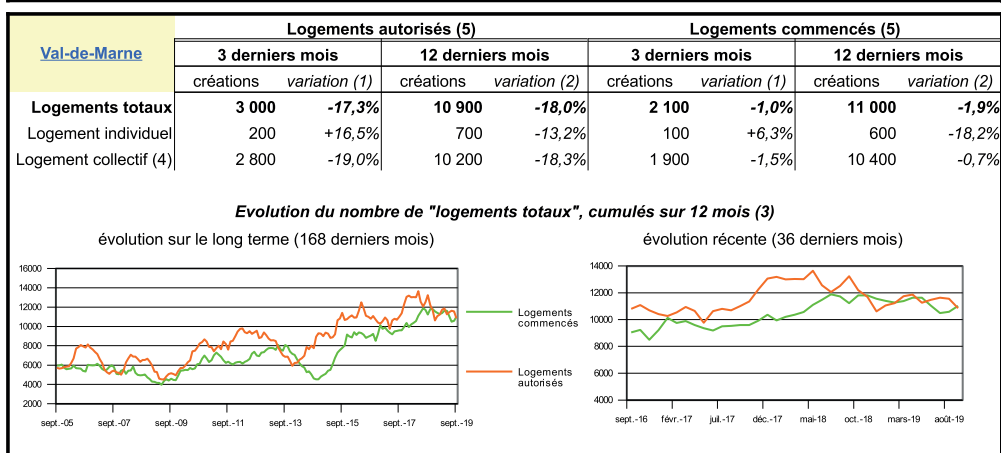 Logements autorisés (5) Logements commencés (5)
Val-de-Marne 3 derniers mois 12 derniers mois 3 derniers mois 12 derniers mois
créations variation (1) créations variation (2) créations variation (1) créations variation (2)
Logements totaux 3 000 -17,3% 10 900 -18,0% 2 100 -1,0% 11 000 -1,9%
Logement individuel 200 +16,5% 700 -13,2% 100 +6,3% 600 -18,2%
Logement collectif (4) 2 800 -19,0% 10 200 -18,3% 1 900 -1,5% 10 400 -0,7%
Evolution du nombre de "logements totaux", cumulés sur 12 mois (3)
évolution sur le long terme (168 derniers mois)
16000
14000
12000
10000
8000
6000
4000
2000
sept.-05 sept.-07 sept.-09 sept.-11 sept.-13 sept.-15 sept.-17 sept.-19
Logements
commencés
Logements
autorisés
évolution récente (36 derniers mois)
14000
12000
10000
8000
6000
4000
sept.-16 févr.-17 juil.-17 déc.-17 mai-18 oct.-18 mars-19 août-19